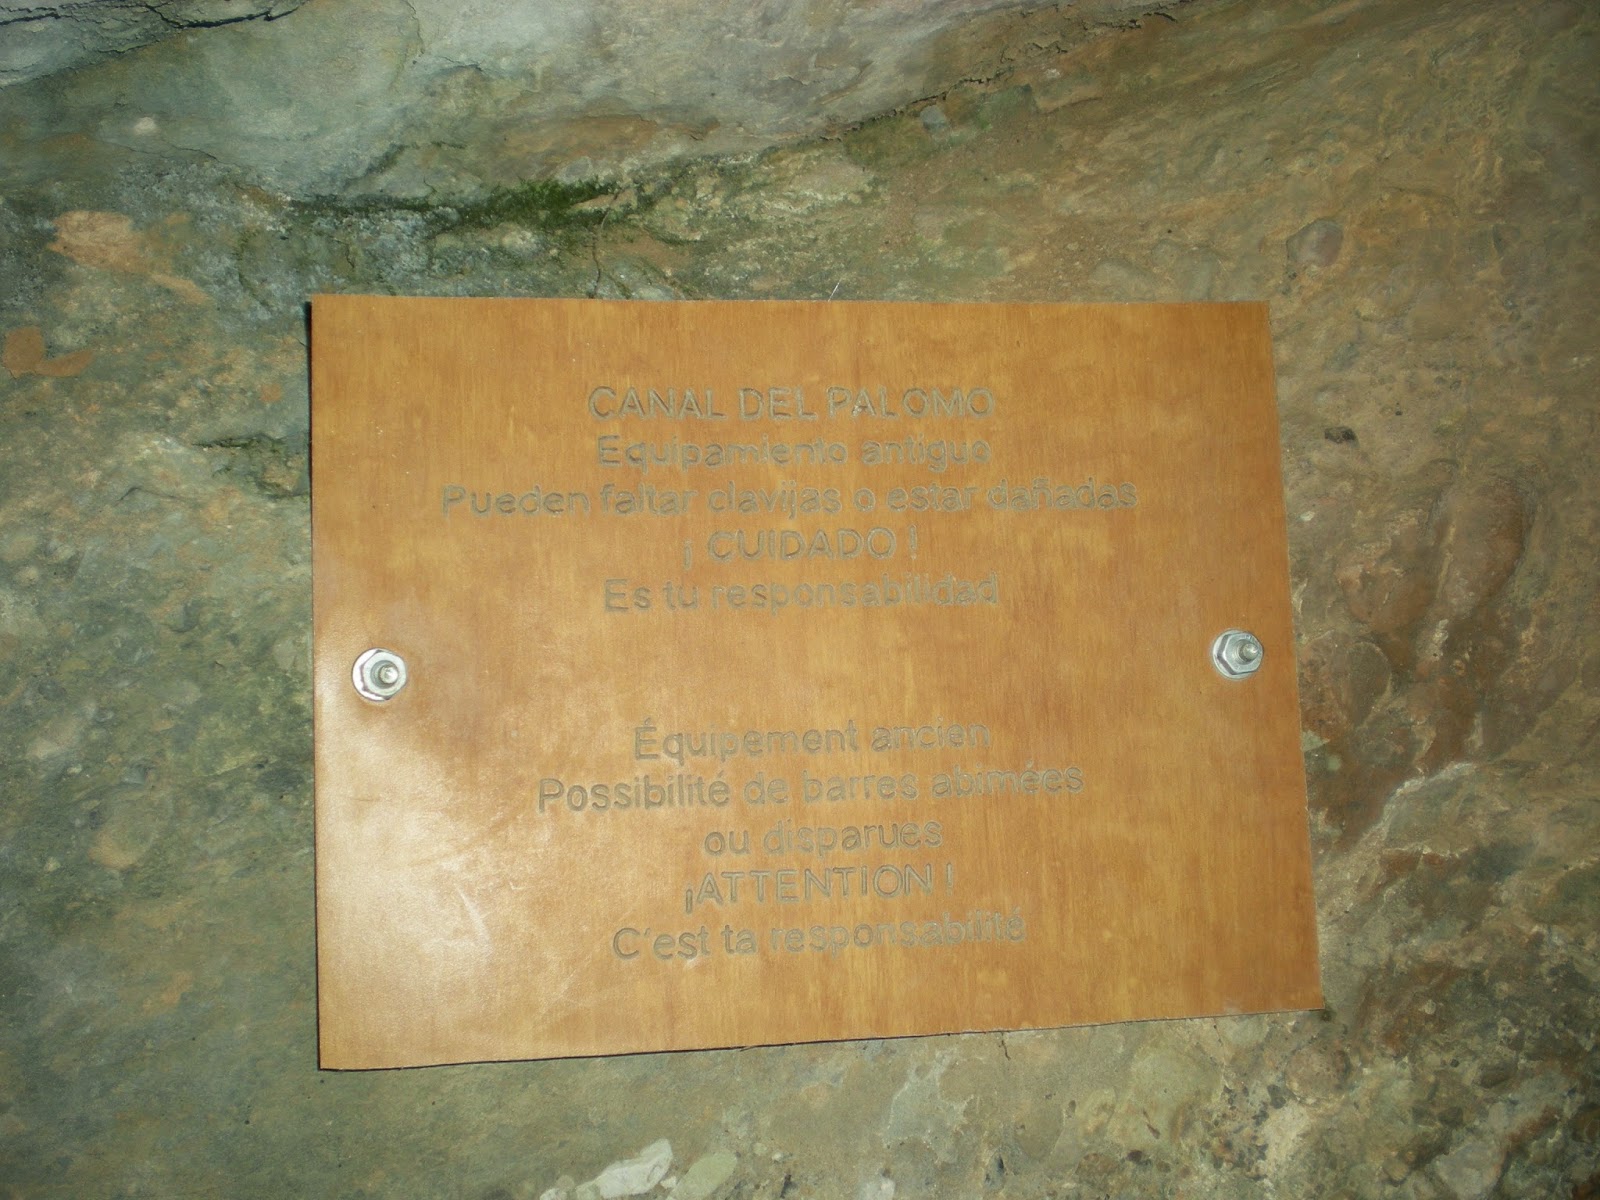 CANAL DEL PALOMO
Equipamiento antiguo
Pueden faltar clavijas o estar dañadas
¡ CUIDADO !
Es tu responsabilidad
Équipement ancien
Possibilité de barres abimées
ou disparues
¡ATTENTION !
C'est ta responsabilité